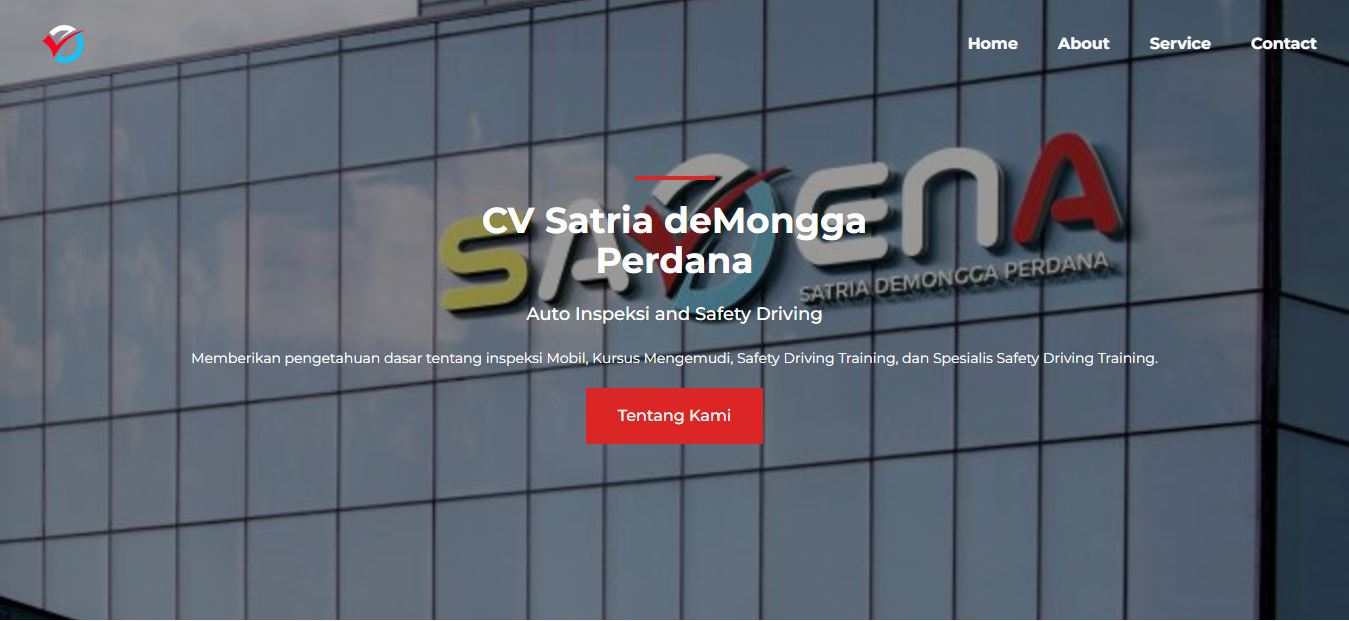 Home About Service Contact
SADENA
SATRIA DEMONGGA PERDANA
CV Satria deMongga
Perdana
Auto Inspeksi and Safety Driving
Memberikan pengetahuan dasar tentang inspeksi Mobil, Kursus Mengemudi, Safety Driving Training, dan Spesialis Safety Driving Training.
Tentang Kami